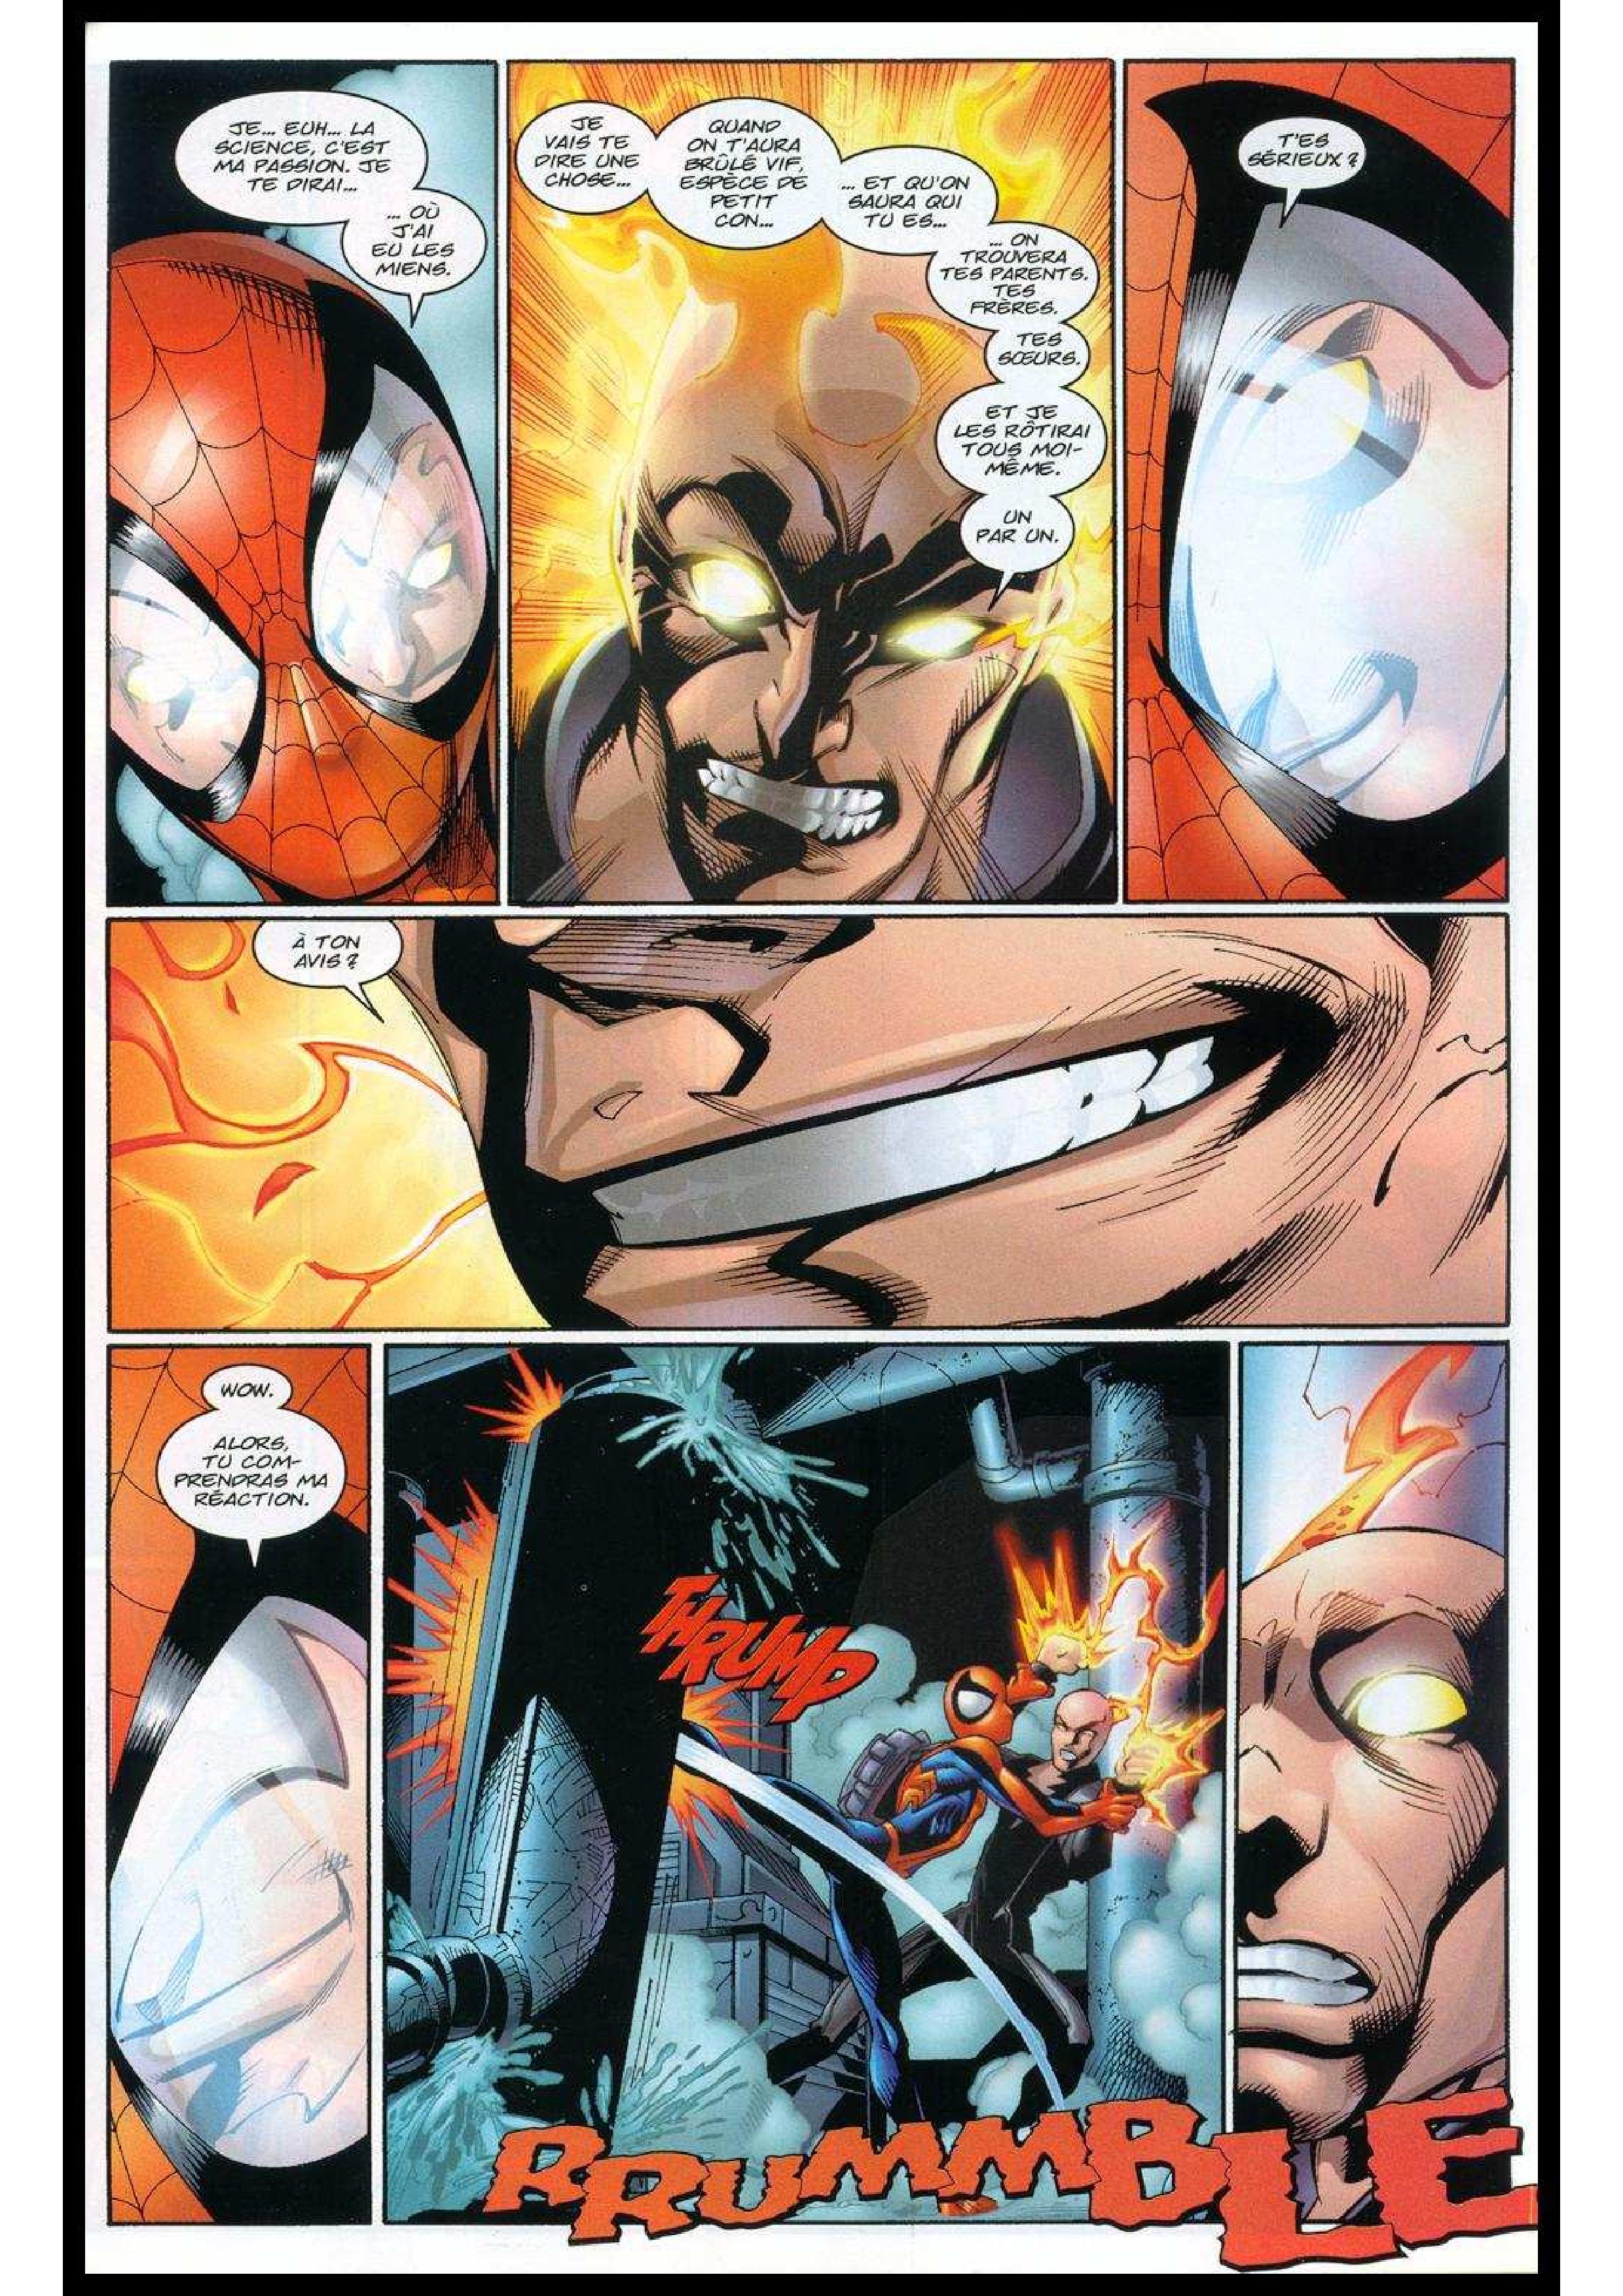 JE... EUH... LA
SCIENCE, C'EST
MA PASSION. JE
TE DIRAI...
... OÙ
J'AI
EU LES
MIENS.
JE
VAIS TE
DIRE UNE
CHOSE...
QUAND
ON T'AURA
BRÛLÉ VIF,
ESPÈCE DE
PETIT
CON...
... ET QU'ON
SAURA QUI
TU ES...
... ON
TROUVERA
TES PARENTS.
TES
FRÈRES.
TES
SŒURS.
ET JE
LES RÔTIRAI
TOUS MOI-
MÊME.
UN
PAR UN.
T'ES
SÉRIEUX ?
À TON
AVIS ?
WOW.
ALORS,
TU COM-
PRENDRAS MA
RÉACTION.
THRUMP
RRUMMMBLE